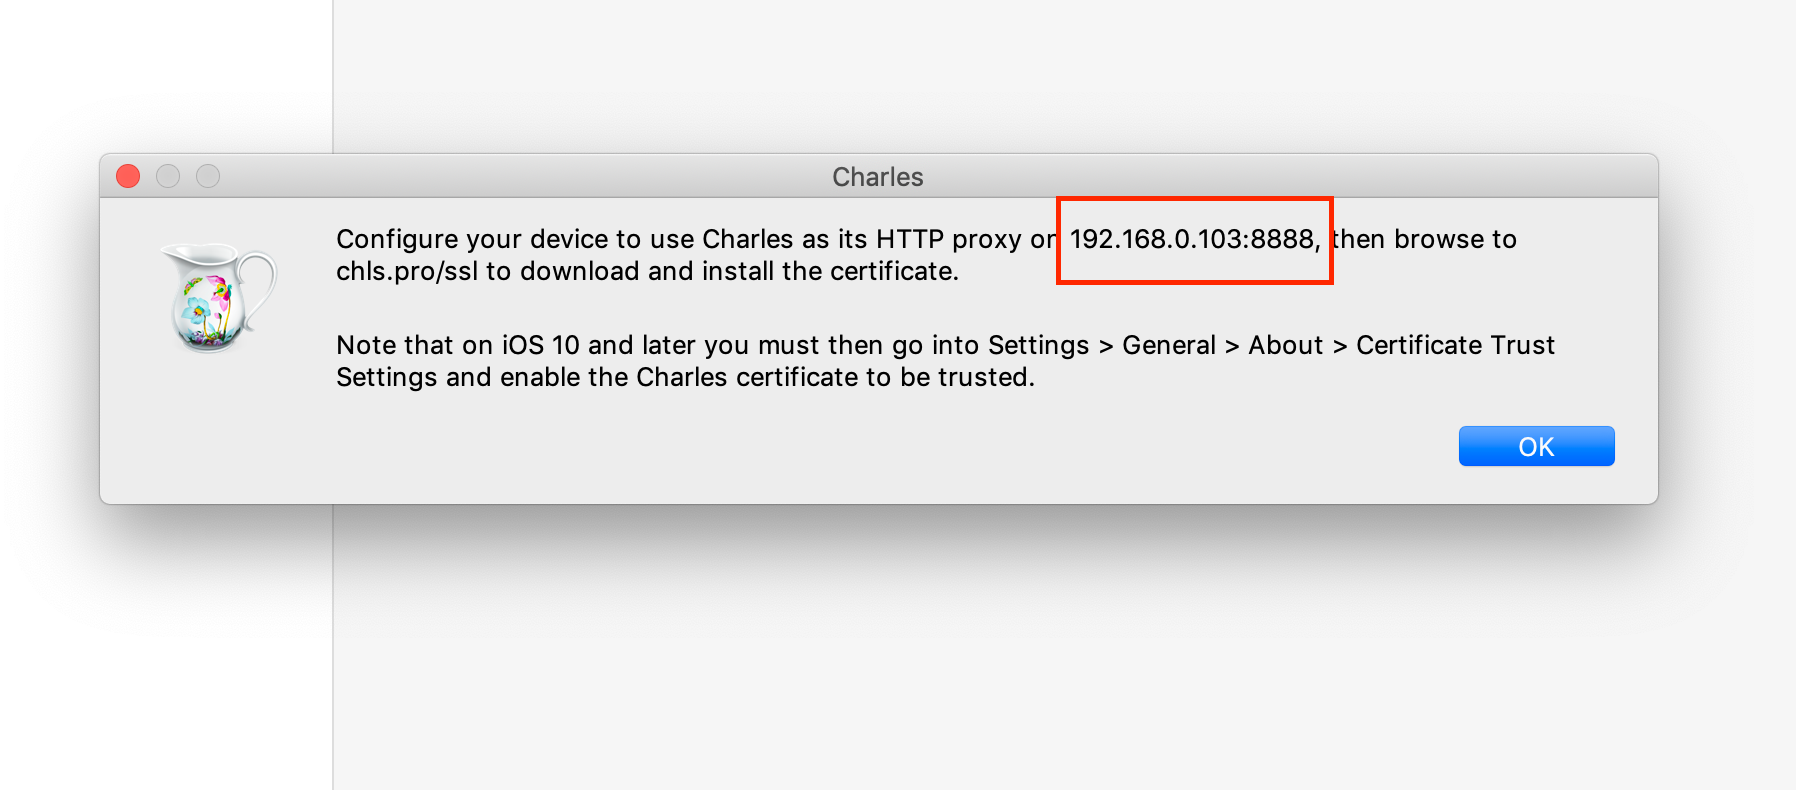 Charles
Configure your device to use Charles as its HTTP proxy on 192.168.0.103:8888, then browse to
chls.pro/ssl to download and install the certificate.
Note that on iOS 10 and later you must then go into Settings > General > About > Certificate Trust
Settings and enable the Charles certificate to be trusted.
OK